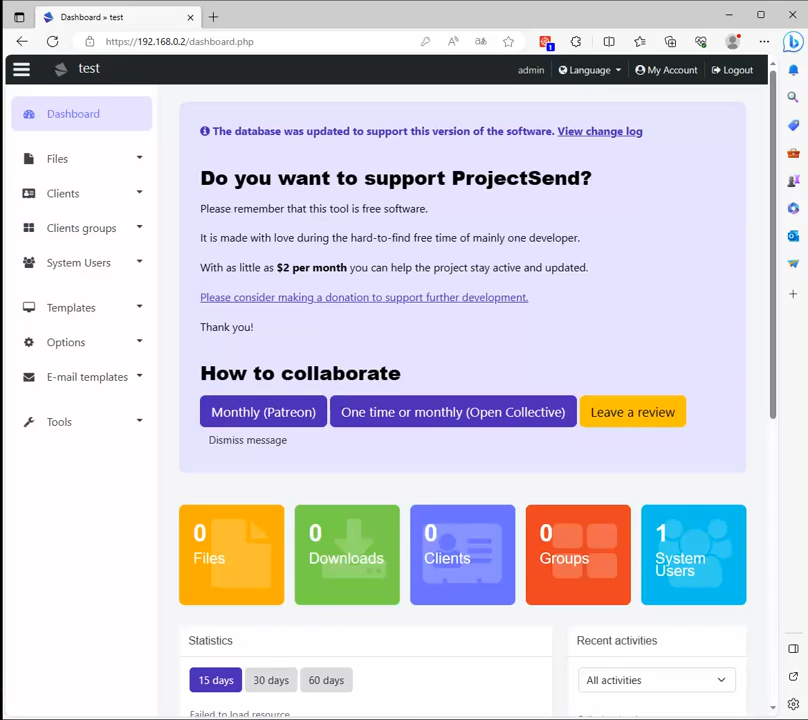 Dashboard » test
https://192.168.0.2/dashboard.php
1
test
admin
Language
My Account
Logout
Dashboard
Files
Clients
Clients groups
System Users
Templates
Options
E-mail templates
Tools
The database was updated to support this version of the software. View change log
Do you want to support ProjectSend?
Please remember that this tool is free software.
It is made with love during the hard-to-find free time of mainly one developer.
With as little as $2 per month you can help the project stay active and updated.
Please consider making a donation to support further development.
Thank you!
How to collaborate
Monthly (Patreon)
One time or monthly (Open Collective)
Leave a review
Dismiss message
0
Files
0
Downloads
0
Clients
0
Groups
1
System
Users
Statistics
15 days
30 days
60 days
Failed to load resource
Recent activities
All activities